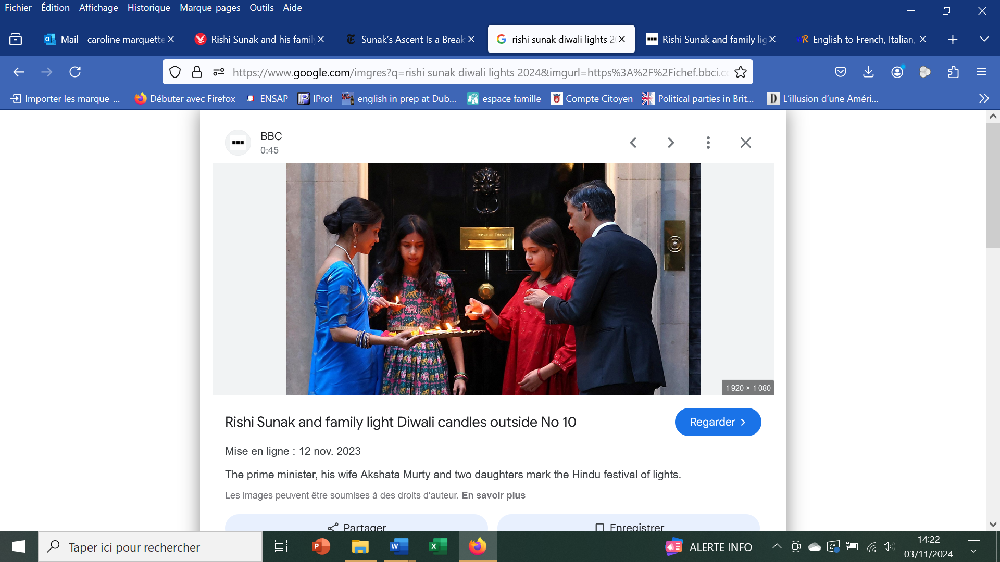 Fichier Édition Affichage Historique Marque-pages Outils Aide
Mail - caroline marquette
Rishi Sunak and his famil
Sunak's Ascent Is a Break
rishi sunak diwali lights 2
Rishi Sunak and family lig
English to French, Italian,
https://www.google.com/imgres?q=rishi sunak diwali lights 2024&imgurl=https%3A%2F%2Fichef.bbci.cc
Importer les marque-... Débuter avec Firefox ENSAP IProf english in prep at Dub... espace famille Compte Citoyen Political parties in Brit... L'illusion d'une Améri...
BBC
0:45
1 920 × 1 080
Rishi Sunak and family light Diwali candles outside No 10
Regarder
Mise en ligne : 12 nov. 2023
The prime minister, his wife Akshata Murty and two daughters mark the Hindu festival of lights.
Les images peuvent être soumises à des droits d'auteur. En savoir plus
Partager
Enregistrer
Taper ici pour rechercher
ALERTE INFO
14:22
03/11/2024